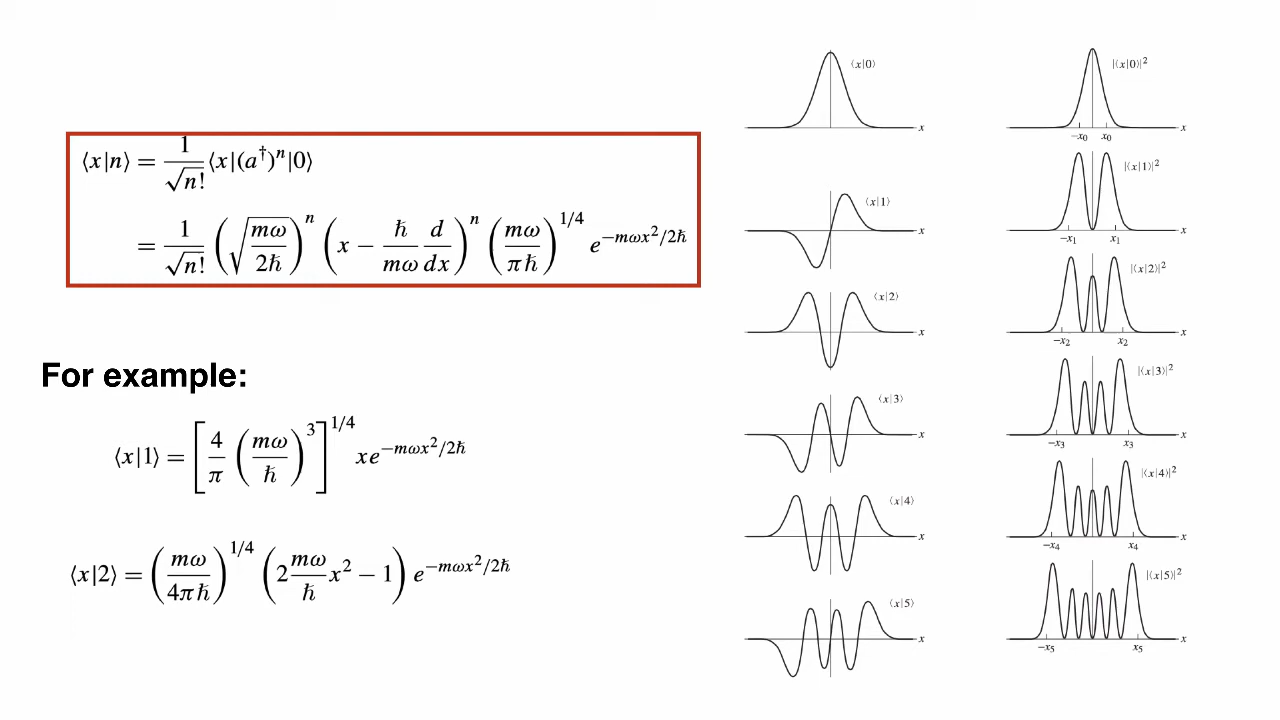 ⟨x|n⟩ = 1/√n! ⟨x|(a†)ⁿ|0⟩
= 1/√n! (√(mω/2ℏ))ⁿ (x − ℏ/mω d/dx)ⁿ (mω/πℏ)^1/4 e^−mωx²/2ℏ
For example:
⟨x|1⟩ = [4/π (mω/ℏ)³]^1/4 xe^−mωx²/2ℏ
⟨x|2⟩ = (mω/4πℏ)^1/4 (2 mω/ℏ x² − 1) e^−mωx²/2ℏ
⟨x|0⟩
x
⟨x|1⟩
x
⟨x|2⟩
x
⟨x|3⟩
x
⟨x|4⟩
x
⟨x|5⟩
x
|⟨x|0⟩|²
−x₀ x₀ x
|⟨x|1⟩|²
−x₁ x₁ x
|⟨x|2⟩|²
−x₂ x₂ x
|⟨x|3⟩|²
−x₃ x₃ x
|⟨x|4⟩|²
−x₄ x₄ x
|⟨x|5⟩|²
−x₅ x₅ x